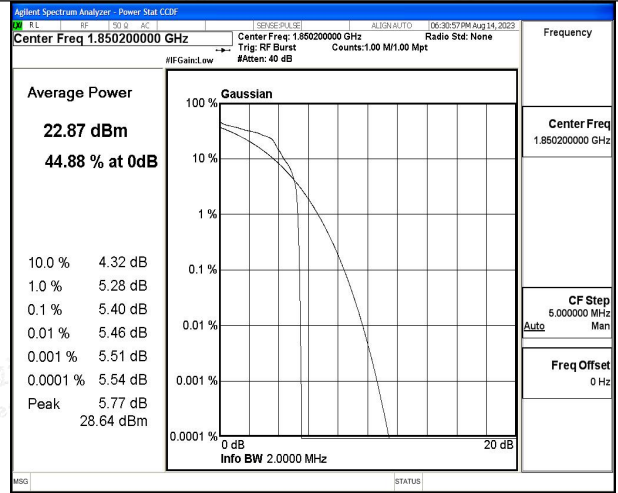 Agilent Spectrum Analyzer - Power Stat CCDF
RL RF 50 Ω AC SENSE:PULSE ALIGN AUTO 06:30:57 PM Aug 14, 2023
Center Freq 1.850200000 GHz
Center Freq: 1.850200000 GHz Radio Std: None
Trig: RF Burst Counts:1.00 M/1.00 Mpt
#IFGain:Low #Atten: 40 dB
Frequency
Average Power
22.87 dBm
44.88 % at 0dB
10.0 % 4.32 dB
1.0 % 5.28 dB
0.1 % 5.40 dB
0.01 % 5.46 dB
0.001 % 5.51 dB
0.0001 % 5.54 dB
Peak 5.77 dB
28.64 dBm
Gaussian
100 %
10 %
1 %
0.1 %
0.01 %
0.001 %
0.0001 %
0 dB 20 dB
Info BW 2.0000 MHz
Center Freq
1.850200000 GHz
CF Step
5.000000 MHz
Auto Man
Freq Offset
0 Hz
MSG STATUS